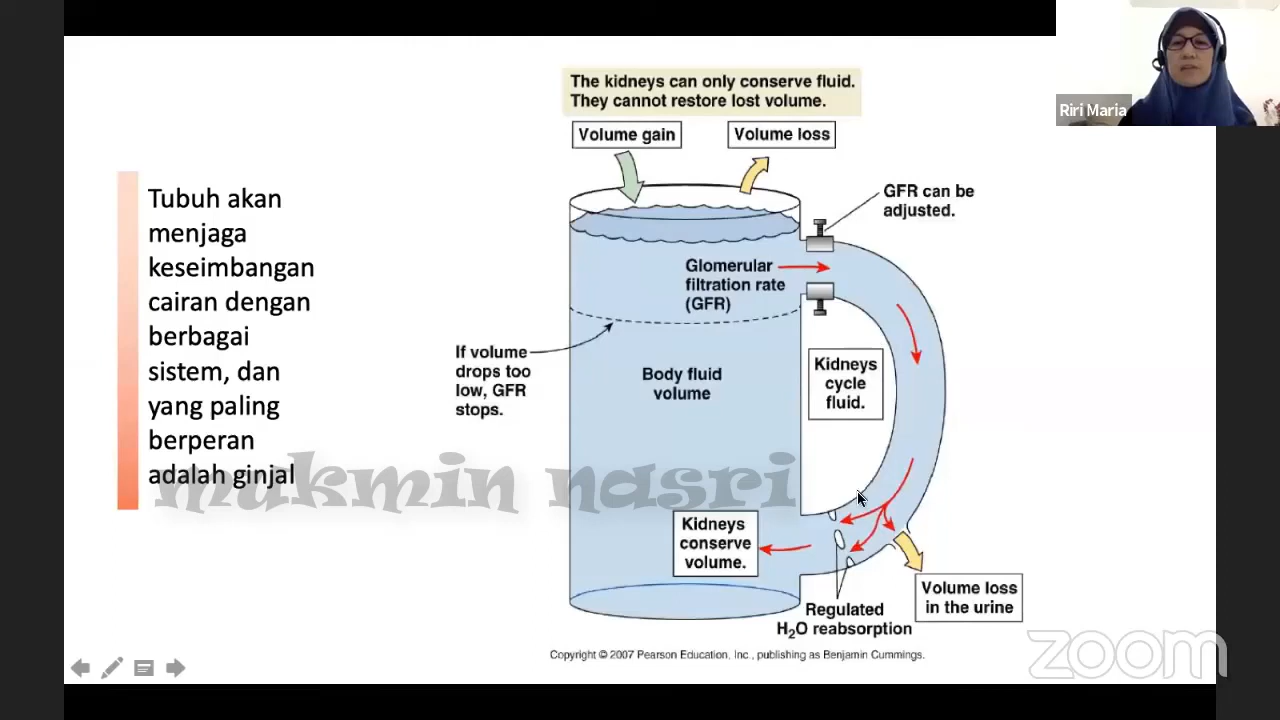 Riri Maria
The kidneys can only conserve fluid.
They cannot restore lost volume.
Volume gain
Volume loss
GFR can be
adjusted.
Glomerular
filtration rate
(GFR)
If volume
drops too
low, GFR
stops.
Body fluid
volume
Kidneys
cycle
fluid.
Kidneys
conserve
volume.
Volume loss
in the urine
Regulated
H₂O reabsorption
Copyright © 2007 Pearson Education, Inc., publishing as Benjamin Cummings.
Tubuh akan
menjaga
keseimbangan
cairan dengan
berbagai
sistem, dan
yang paling
berperan
adalah ginjal
mukmin nasri
zoom